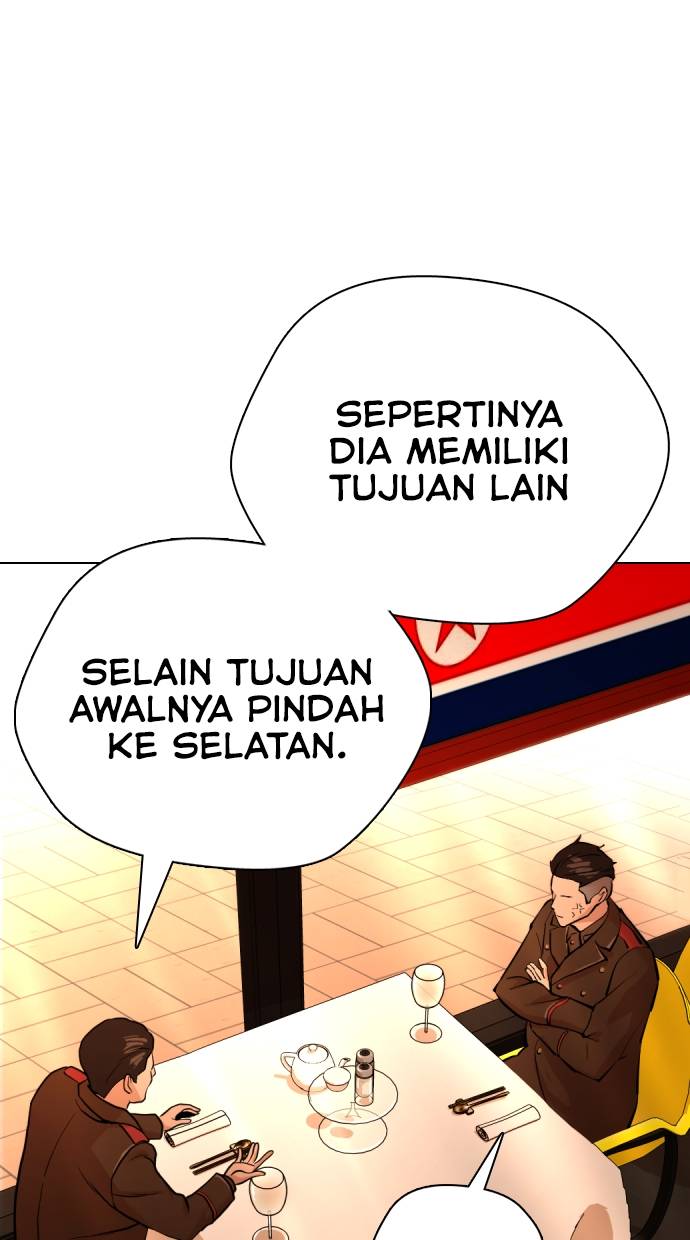 SEPERTINYA
DIA MEMILIKI
TUJUAN LAIN
SELAIN TUJUAN
AWALNYA PINDAH
KE SELATAN.